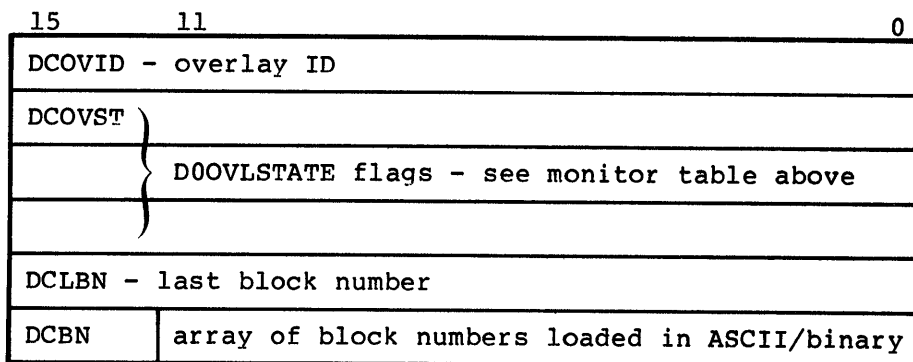 15 11 0
DCOVID - overlay ID
DCOVST
D0OVLSTATE flags - see monitor table above
DCLBN - last block number
DCBN array of block numbers loaded in ASCII/binary